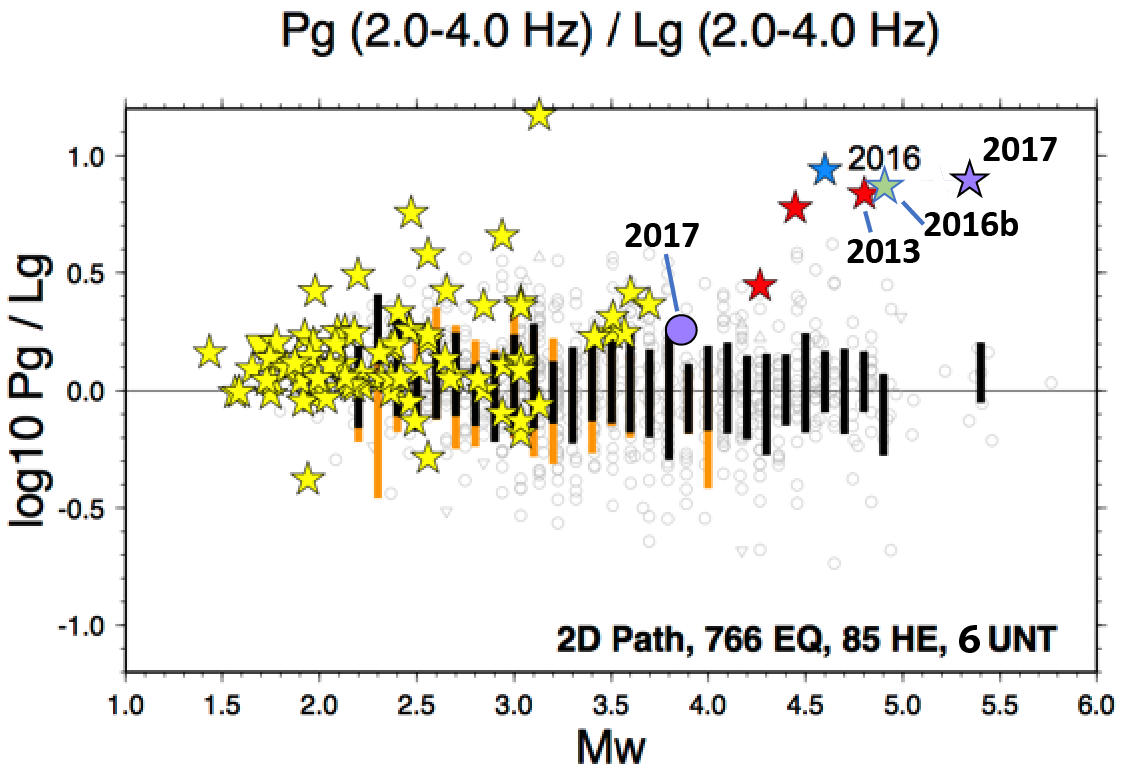 Pg (2.0-4.0 Hz) / Lg (2.0-4.0 Hz)
log10 Pg / Lg
1.0
0.5
0.0
-0.5
-1.0
2016
2017
2016b
2013
2017
2D Path, 766 EQ, 85 HE, 6 UNT
1.0 1.5 2.0 2.5 3.0 3.5 4.0 4.5 5.0 5.5 6.0
Mw